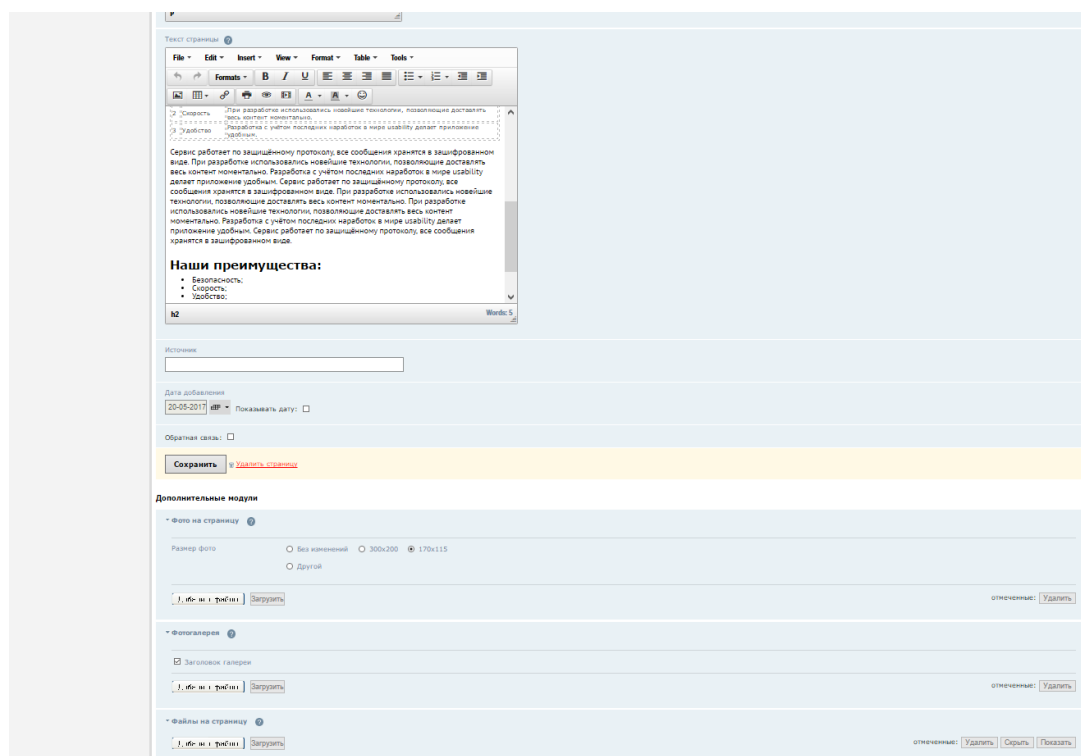 P
Текст страницы ?
File Edit Insert View Format Table Tools
Formats B I U
A A
2 Скорость При разработке использовались новейшие технологии, позволяющие доставлять
весь контент моментально.
3 Удобство Разработка с учётом последних наработок в мире usability делает приложение
удобным.
Сервис работает по защищённому протоколу, все сообщения хранятся в зашифрованном
виде. При разработке использовались новейшие технологии, позволяющие доставлять
весь контент моментально. Разработка с учётом последних наработок в мире usability
делает приложение удобным. Сервис работает по защищённому протоколу, все
сообщения хранятся в зашифрованном виде. При разработке использовались новейшие
технологии, позволяющие доставлять весь контент моментально. При разработке
использовались новейшие технологии, позволяющие доставлять весь контент
моментально. Разработка с учётом последних наработок в мире usability делает
приложение удобным. Сервис работает по защищённому протоколу, все сообщения
хранятся в зашифрованном виде.
Наши преимущества:
• Безопасность;
• Скорость;
• Удобство;
h2 Words: 5
Источник
Дата добавления
20-05-2017 Показывать дату:
Обратная связь:
Сохранить Удалить страницу
Дополнительные модули
Фото на страницу ?
Размер фото Без изменений 300x200 170x115
Другой
Загрузить отмеченные: Удалить
Фотогалерея ?
Заголовок галереи
Загрузить отмеченные: Удалить
Файлы на страницу ?
Загрузить отмеченные: Удалить Скрыть Показать